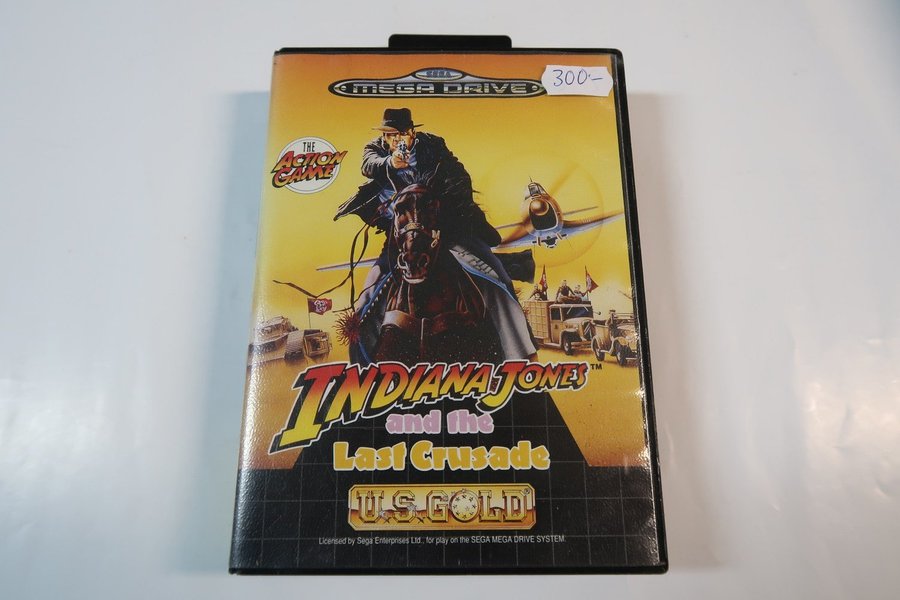 SEGA
MEGA DRIVE
300:-
THE
ACTION
GAME
INDIANA JONES™
and the
Last Crusade
U.S. GOLD®
Licensed by Sega Enterprises Ltd., for play on the SEGA MEGA DRIVE SYSTEM.